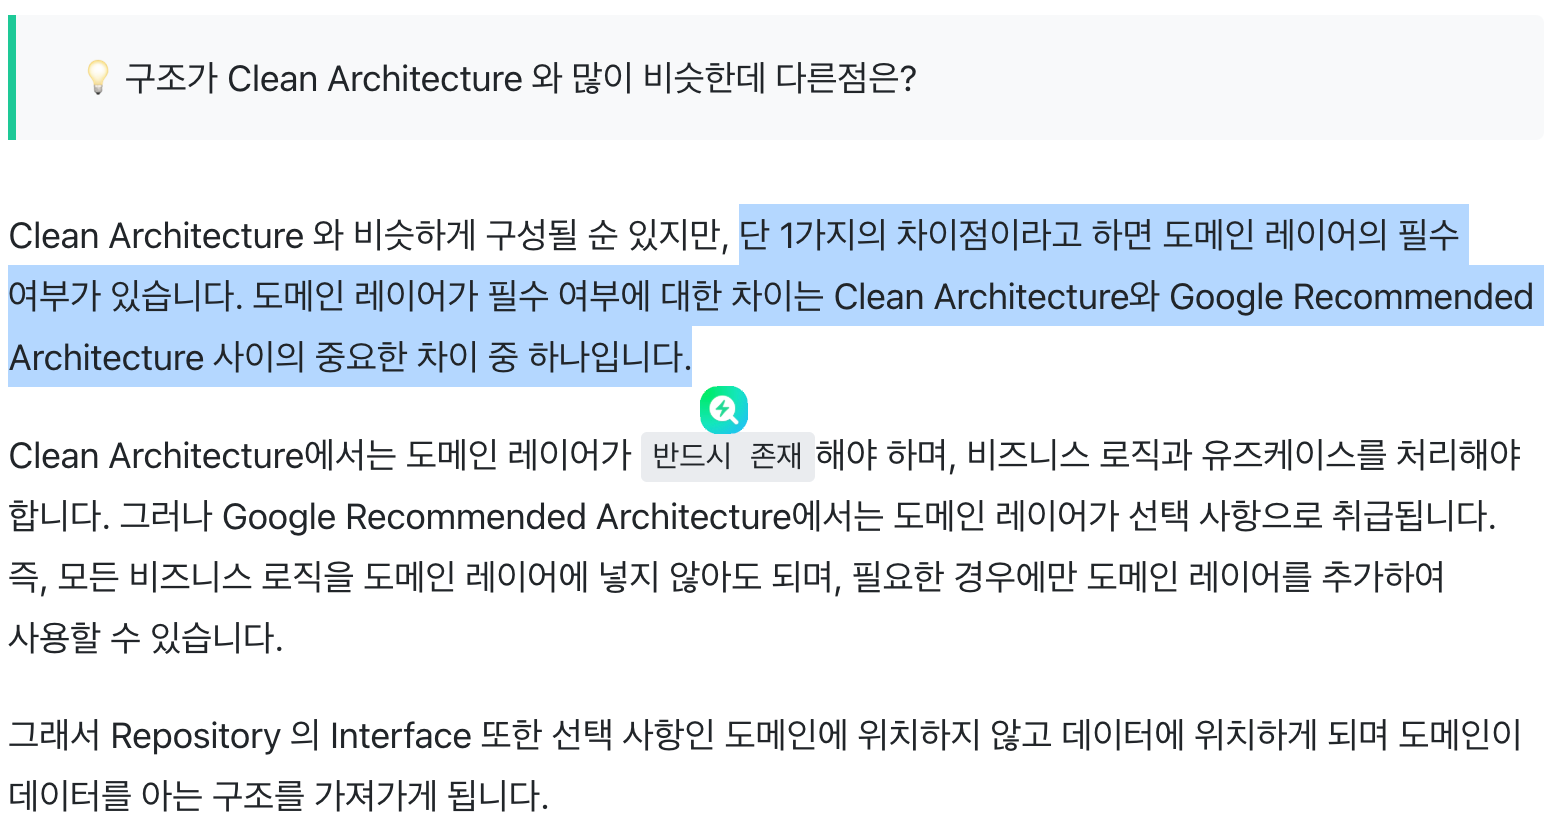 💡 구조가 Clean Architecture 와 많이 비슷한데 다른점은?
Clean Architecture 와 비슷하게 구성될 순 있지만, 단 1가지의 차이점이라고 하면 도메인 레이어의 필수
여부가 있습니다. 도메인 레이어가 필수 여부에 대한 차이는 Clean Architecture와 Google Recommended
Architecture 사이의 중요한 차이 중 하나입니다.
Clean Architecture에서는 도메인 레이어가 반드시 존재해야 하며, 비즈니스 로직과 유즈케이스를 처리해야
합니다. 그러나 Google Recommended Architecture에서는 도메인 레이어가 선택 사항으로 취급됩니다.
즉, 모든 비즈니스 로직을 도메인 레이어에 넣지 않아도 되며, 필요한 경우에만 도메인 레이어를 추가하여
사용할 수 있습니다.
그래서 Repository 의 Interface 또한 선택 사항인 도메인에 위치하지 않고 데이터에 위치하게 되며 도메인이
데이터를 아는 구조를 가져가게 됩니다.